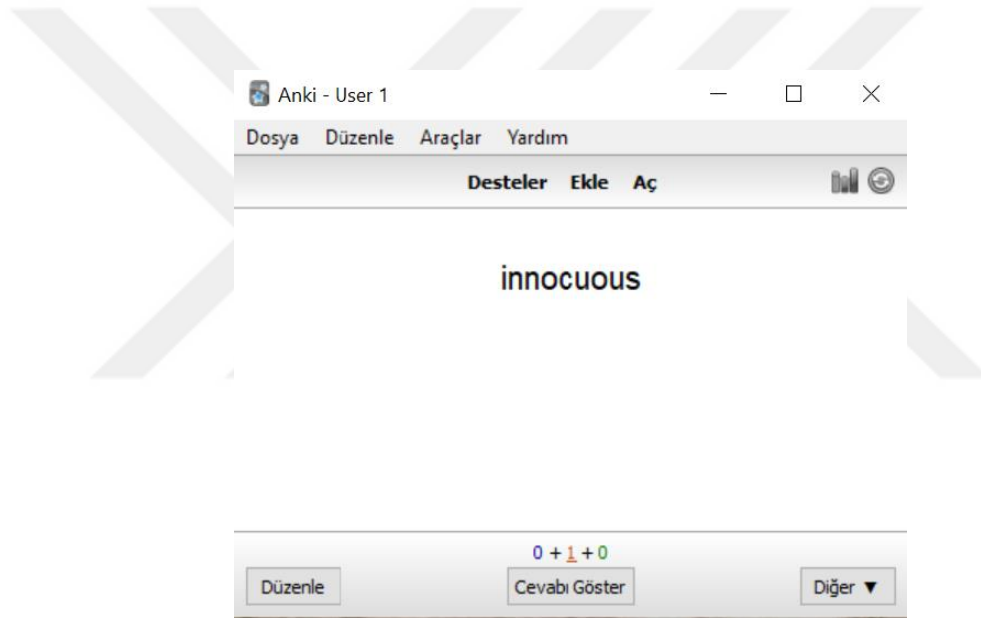 Anki - User 1
Dosya Düzenle Araçlar Yardım
Desteler Ekle Aç
innocuous
0 + 1 + 0
Düzenle Cevabı Göster Diğer ▼